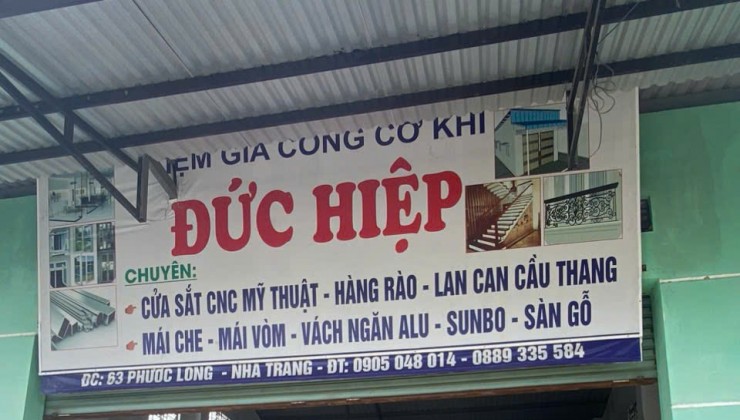 GIA CÔNG CƠ KHÍ
ĐỨC HIỆP
CHUYÊN:
CỬA SẮT CNC MỸ THUẬT - HÀNG RÀO - LAN CAN CẦU THANG
MÁI CHE - MÁI VÒM - VÁCH NGĂN ALU - SUNBO - SÀN GỖ
ĐC: 63 PHƯỚC LONG - NHA TRANG - ĐT: 0905 048 014 - 0889 335 584